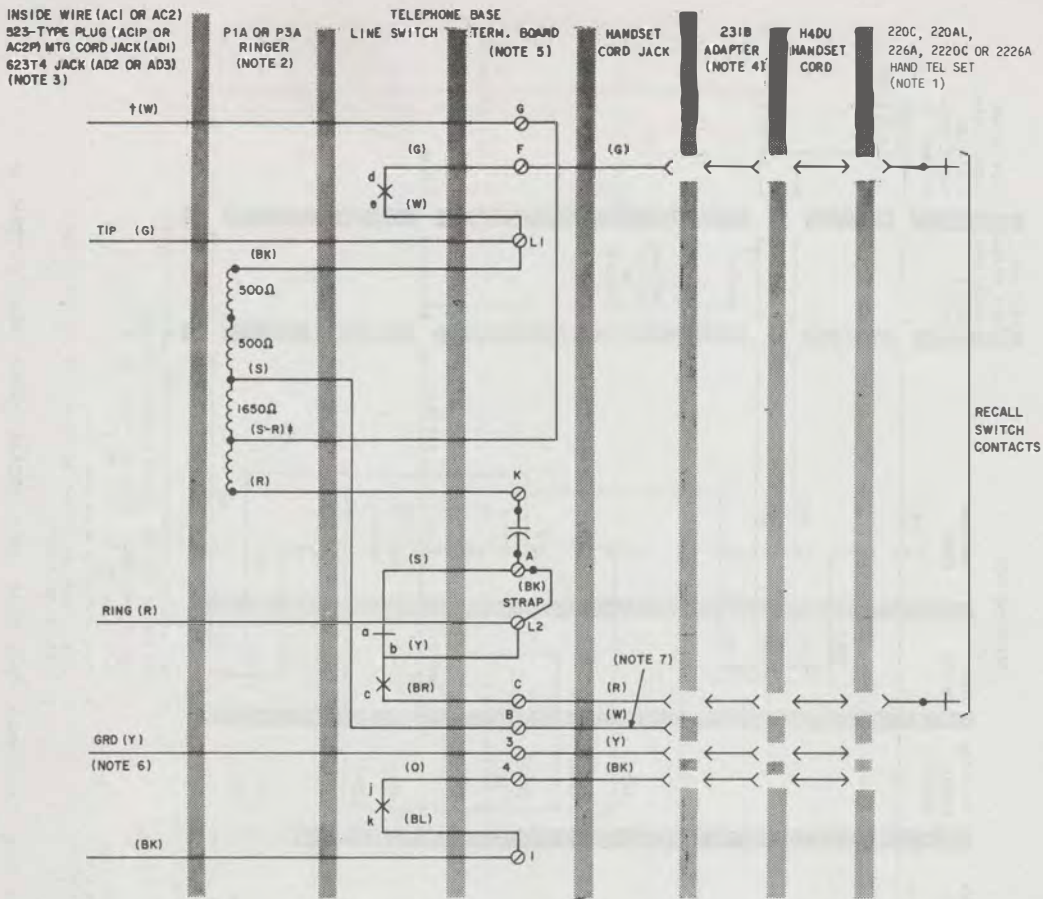 INSIDE WIRE (AC1 OR AC2)
523-TYPE PLUG (AC1P OR
AC2P) MTG CORD JACK (AD1)
623T4 JACK (AD2 OR AD3)
(NOTE 3)
P1A OR P3A
RINGER
(NOTE 2)
TELEPHONE BASE
LINE SWITCH
TERM. BOARD
(NOTE 5)
HANDSET
CORD JACK
231B
ADAPTER
(NOTE 4)
H4DU
HANDSET
CORD
220C, 220AL,
226A, 2220C OR 2226A
HAND TEL SET
(NOTE 1)
†(W)
G
F
(G)
(G)
d
e
(W)
TIP (G)
L1
(BK)
500Ω
500Ω
(S)
1650Ω
(S-R)‡
(R)
K
RECALL
SWITCH
CONTACTS
(S)
A
(BK)
STRAP
RING (R)
L2
a
b
(Y)
(NOTE 7)
c
(BR)
C
(R)
B
(W)
GRD (Y)
3
(Y)
(NOTE 6)
(O)
4
(BK)
j
k
(BL)
(BK)
1